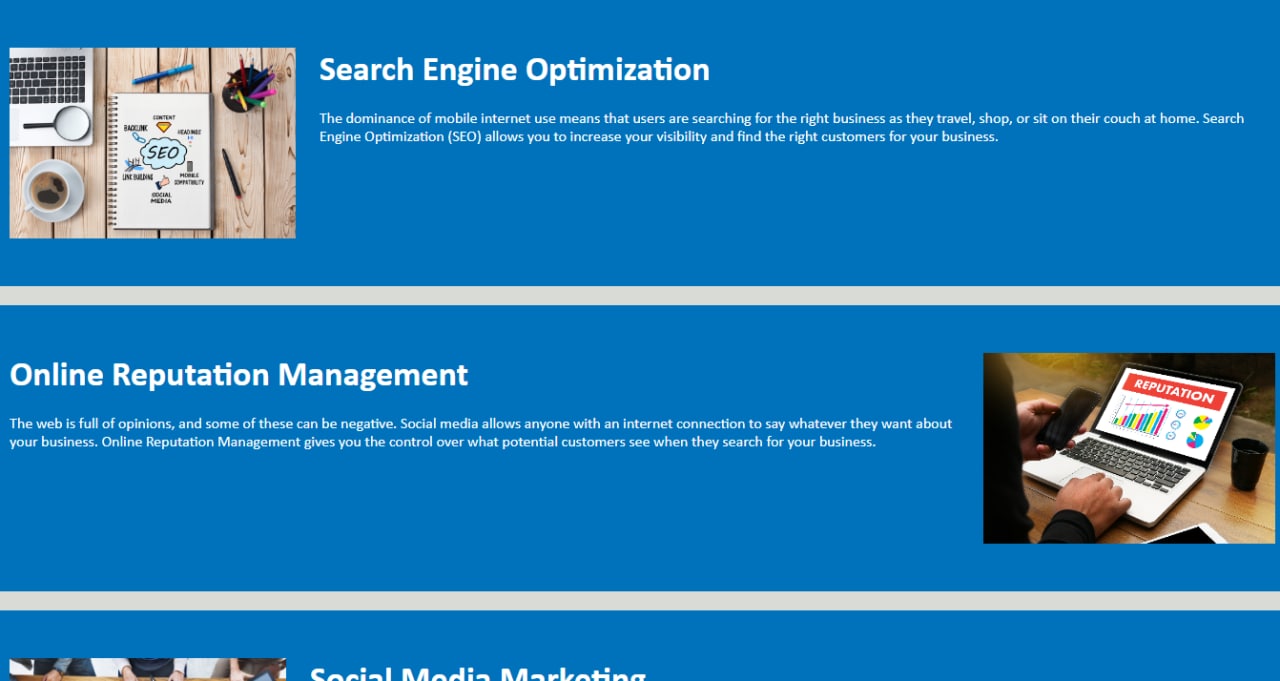 Search Engine Optimization
The dominance of mobile internet use means that users are searching for the right business as they travel, shop, or sit on their couch at home. Search
Engine Optimization (SEO) allows you to increase your visibility and find the right customers for your business.
CONTENT
BACKLINK
HEADINGS
SEO
LINK BUILDING
MOBILE
COMPATIBILITY
SOCIAL
MEDIA
Online Reputation Management
The web is full of opinions, and some of these can be negative. Social media allows anyone with an internet connection to say whatever they want about
your business. Online Reputation Management gives you the control over what potential customers see when they search for your business.
REPUTATION
Social Media Marketing